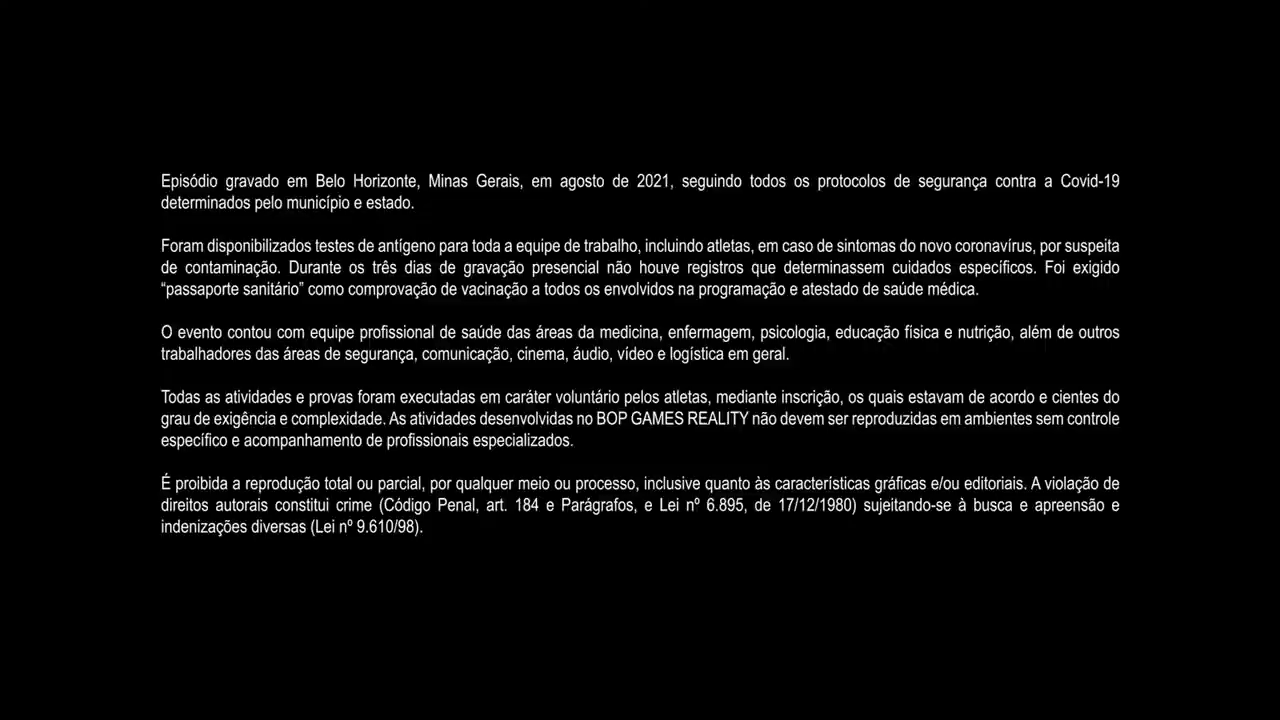 Episódio gravado em Belo Horizonte, Minas Gerais, em agosto de 2021, seguindo todos os protocolos de segurança contra a Covid-19
determinados pelo município e estado.
Foram disponibilizados testes de antígeno para toda a equipe de trabalho, incluindo atletas, em caso de sintomas do novo coronavírus, por suspeita
de contaminação. Durante os três dias de gravação presencial não houve registros que determinassem cuidados específicos. Foi exigido
“passaporte sanitário” como comprovação de vacinação a todos os envolvidos na programação e atestado de saúde médica.
O evento contou com equipe profissional de saúde das áreas da medicina, enfermagem, psicologia, educação física e nutrição, além de outros
trabalhadores das áreas de segurança, comunicação, cinema, áudio, vídeo e logística em geral.
Todas as atividades e provas foram executadas em caráter voluntário pelos atletas, mediante inscrição, os quais estavam de acordo e cientes do
grau de exigência e complexidade. As atividades desenvolvidas no BOP GAMES REALITY não devem ser reproduzidas em ambientes sem controle
específico e acompanhamento de profissionais especializados.
É proibida a reprodução total ou parcial, por qualquer meio ou processo, inclusive quanto às características gráficas e/ou editoriais. A violação de
direitos autorais constitui crime (Código Penal, art. 184 e Parágrafos, e Lei nº 6.895, de 17/12/1980) sujeitando-se à busca e apreensão e
indenizações diversas (Lei nº 9.610/98).